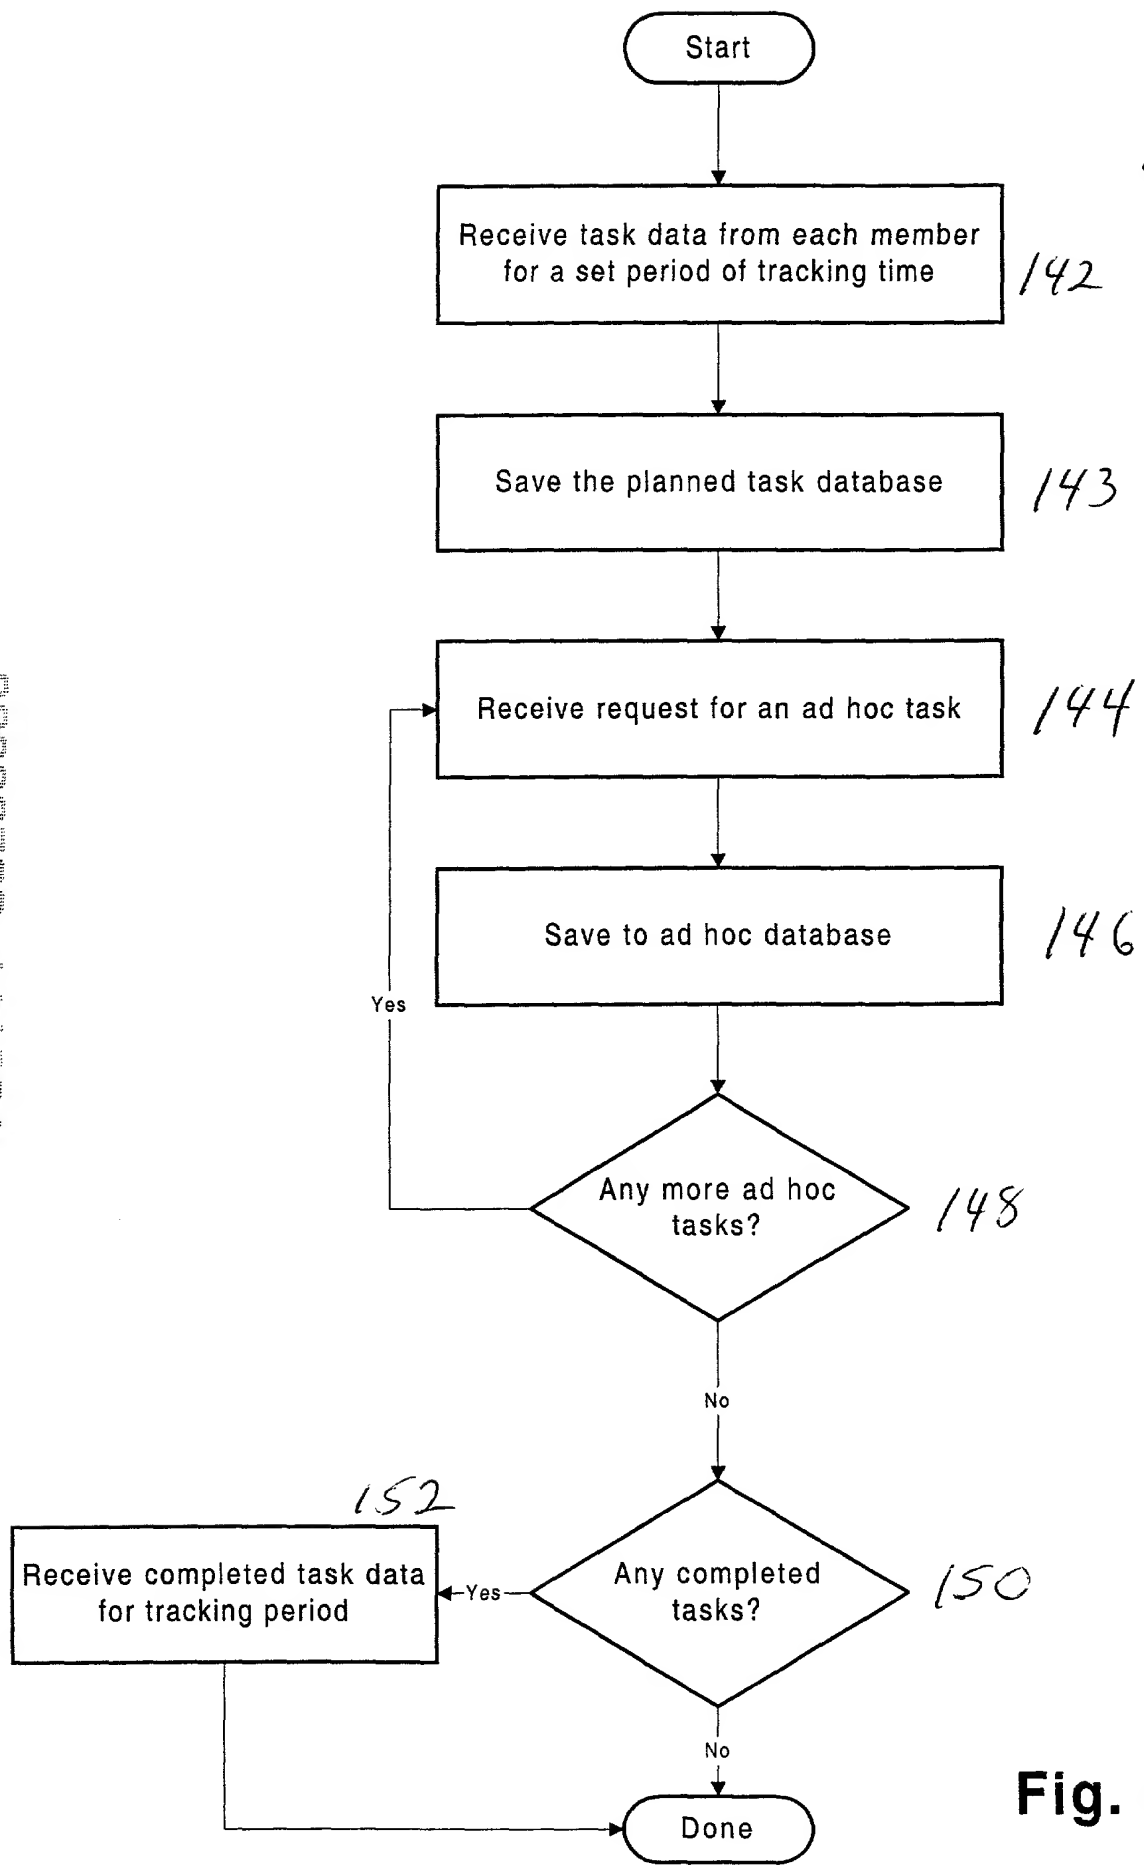 Start
Receive task data from each member
for a set period of tracking time
142
Save the planned task database
143
Receive request for an ad hoc task
144
Save to ad hoc database
146
Yes
Any more ad hoc
tasks?
148
No
152
Receive completed task data
for tracking period
Yes
Any completed
tasks?
150
No
Done
Fig.